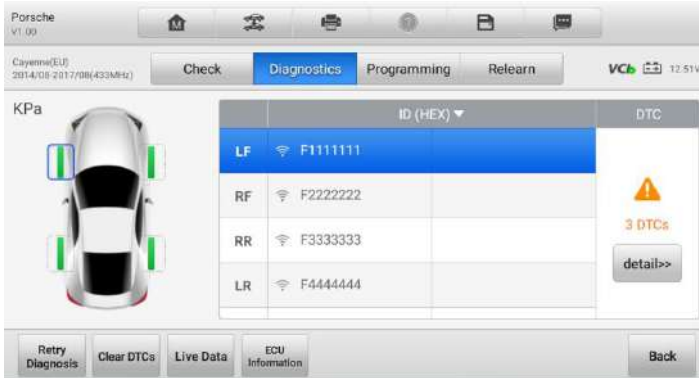 Porsche
V1.00
M
Cayenne(EU)
2014/08-2017/08(433MHz)
Check
Diagnostics
Programming
Relearn
VCI
12.51V
KPa
ID (HEX) ▼
DTC
LF F1111111
RF F2222222
RR F3333333
LR F4444444
3 DTCs
detail>>
Retry
Diagnosis
Clear DTCs
Live Data
ECU
Information
Back